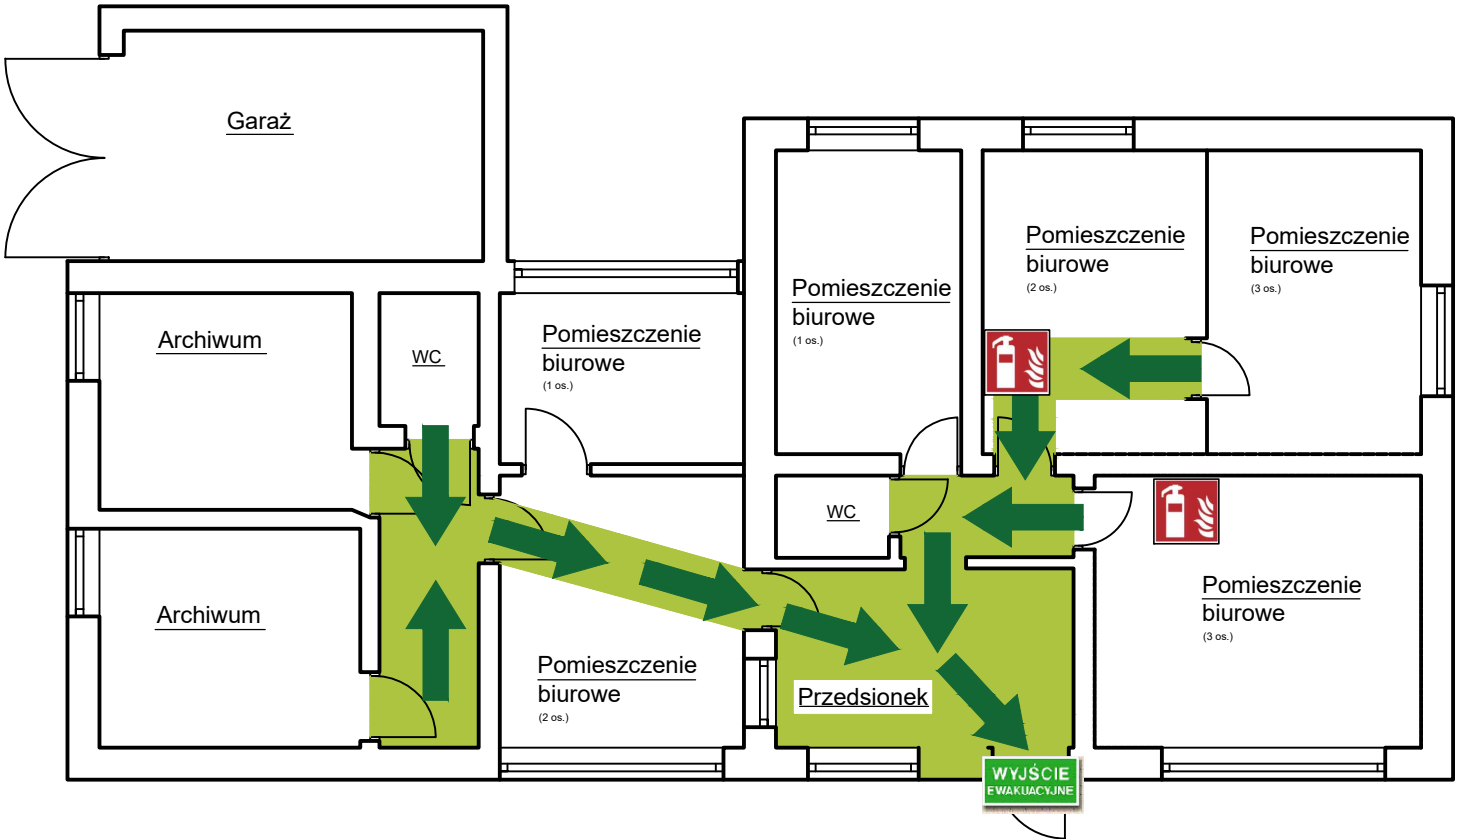 Garaż
Archiwum
WC
Pomieszczenie
biurowe
(1 os.)
Pomieszczenie
biurowe
(1 os.)
Pomieszczenie
biurowe
(2 os.)
Pomieszczenie
biurowe
(3 os.)
WC
Archiwum
Pomieszczenie
biurowe
(2 os.)
Przedsionek
Pomieszczenie
biurowe
(3 os.)
WYJŚCIE
EWAKUACYJNE